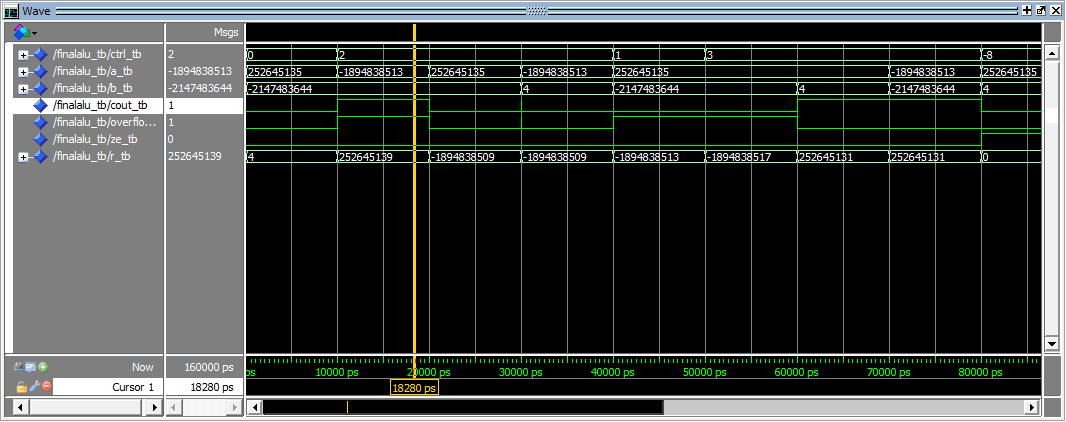 Wave
Msgs
/finalalu_tb/ctrl_tb 2 0 2 1 3 -8
/finalalu_tb/a_tb -1894838513 252645135 -1894838513 252645135 -1894838513 252645135 -1894838513 252645135
/finalalu_tb/b_tb -2147483644 -2147483644 4 -2147483644 4 -2147483644 4
/finalalu_tb/cout_tb 1
/finalalu_tb/overflo... 1
/finalalu_tb/ze_tb 0
/finalalu_tb/r_tb 252645139 4 252645139 -1894838509 -1894838509 -1894838513 -1894838517 252645131 252645131 0
Now 160000 ps ps 10000 ps 20000 ps 30000 ps 40000 ps 50000 ps 60000 ps 70000 ps 80000 ps
Cursor 1 18280 ps 18280 ps